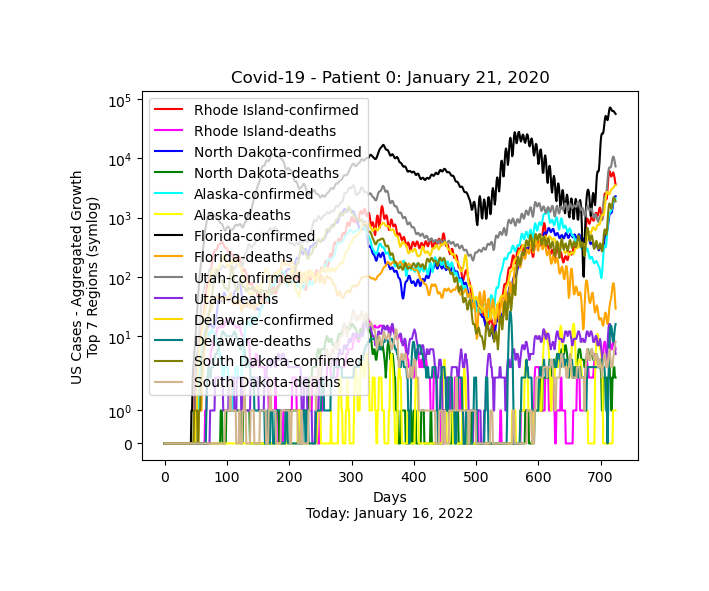 Covid-19 - Patient 0: January 21, 2020
US Cases - Aggregated Growth
Top 7 Regions (symlog)
10^5
10^4
10^3
10^2
10^1
10^0
0
Rhode Island-confirmed
Rhode Island-deaths
North Dakota-confirmed
North Dakota-deaths
Alaska-confirmed
Alaska-deaths
Florida-confirmed
Florida-deaths
Utah-confirmed
Utah-deaths
Delaware-confirmed
Delaware-deaths
South Dakota-confirmed
South Dakota-deaths
0 100 200 300 400 500 600 700
Days
Today: January 16, 2022